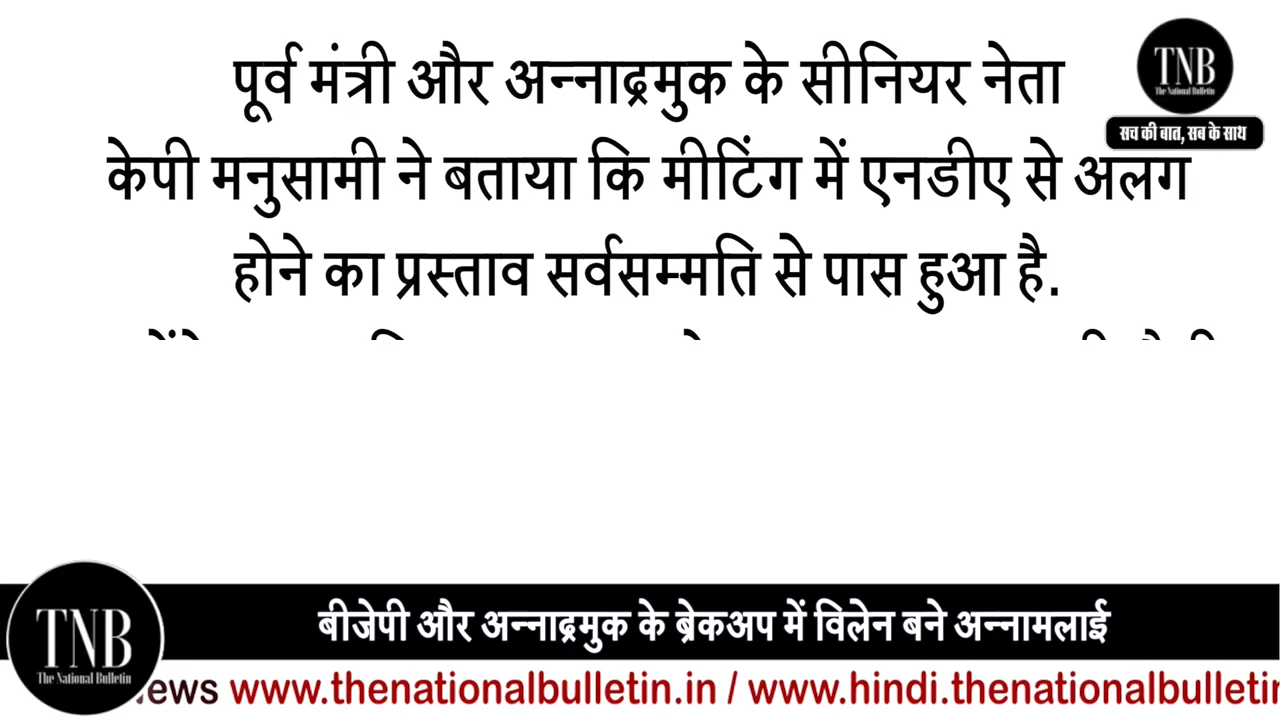 पूर्व मंत्री और अन्नाद्रमुक के सीनियर नेता
केपी मनुसामी ने बताया कि मीटिंग में एनडीए से अलग
होने का प्रस्ताव सर्वसम्मति से पास हुआ है.
TNB
The National Bulletin
सच की बात, सब के साथ
बीजेपी और अन्नाद्रमुक के ब्रेकअप में विलेन बने अन्नामलाई
TNB
The National Bulletin
www.thenationalbulletin.in / www.hindi.thenationalbulletin